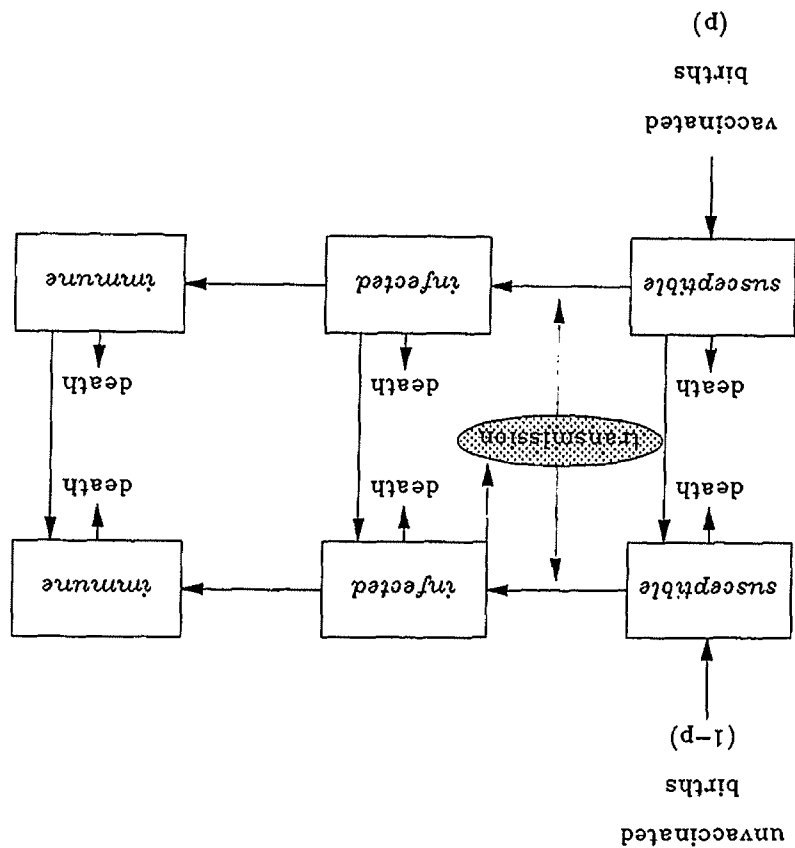 unvaccinated
births
(1-p)
susceptible
infected
immune
death
death
death
transmission
death
death
death
susceptible
infected
immune
vaccinated
births
(p)